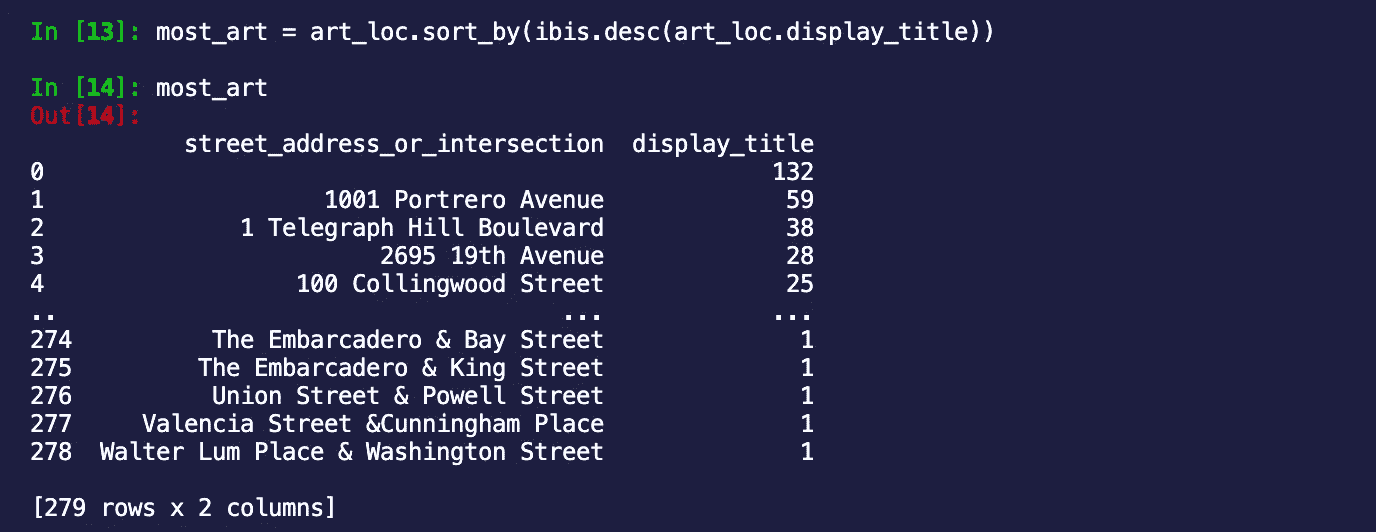 In [13]: most_art = art_loc.sort_by(ibis.desc(art_loc.display_title))
In [14]: most_art
Out[14]:
street_address_or_intersection display_title
0 132
1 1001 Portrero Avenue 59
2 1 Telegraph Hill Boulevard 38
3 2695 19th Avenue 28
4 100 Collingwood Street 25
.. ... ...
274 The Embarcadero & Bay Street 1
275 The Embarcadero & King Street 1
276 Union Street & Powell Street 1
277 Valencia Street &Cunningham Place 1
278 Walter Lum Place & Washington Street 1
[279 rows x 2 columns]